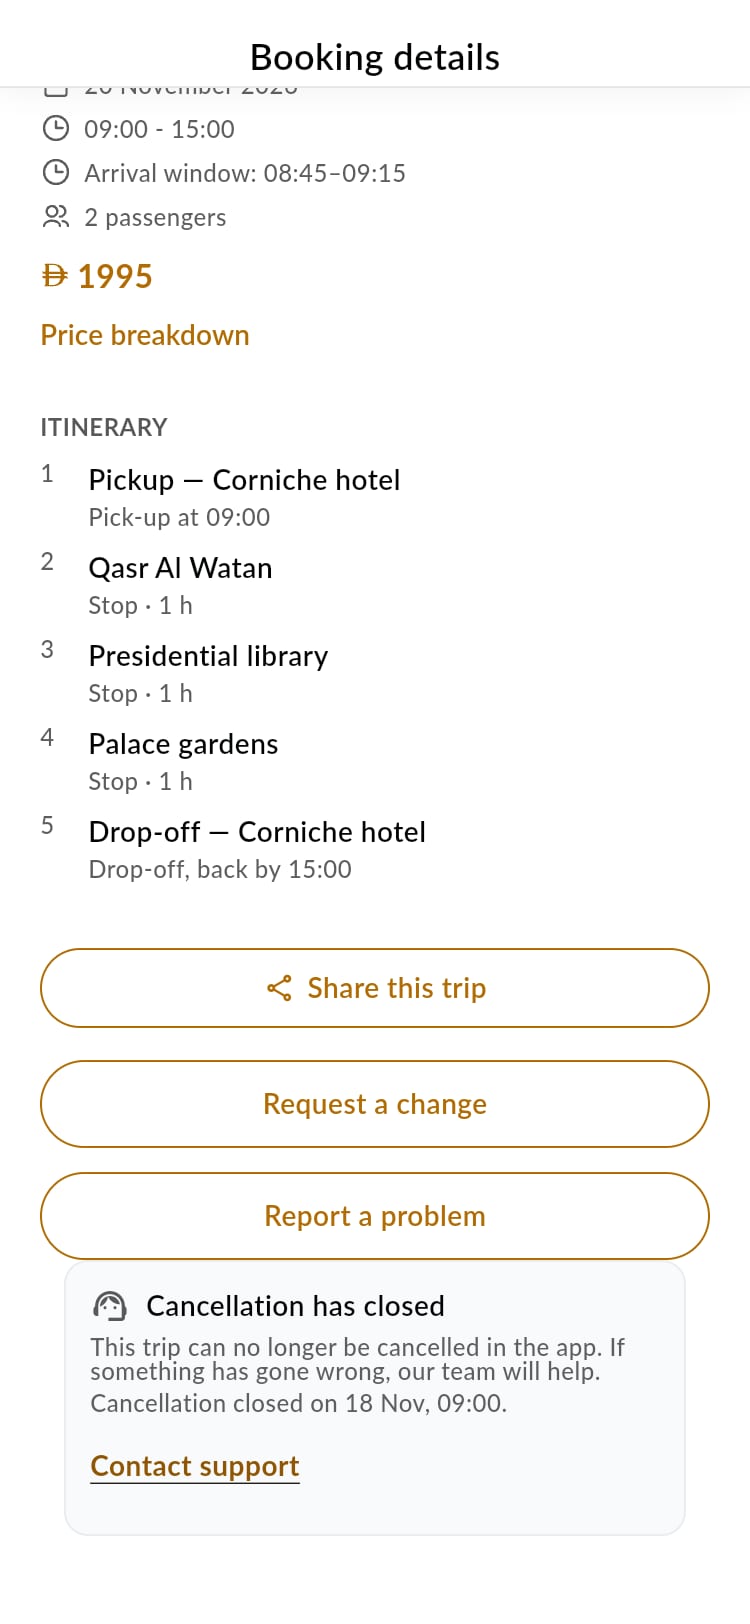 Booking details
20 November 2026
09:00 - 15:00
Arrival window: 08:45–09:15
2 passengers
1995
Price breakdown
ITINERARY
1
Pickup — Corniche hotel
Pick-up at 09:00
2
Qasr Al Watan
Stop · 1 h
3
Presidential library
Stop · 1 h
4
Palace gardens
Stop · 1 h
5
Drop-off — Corniche hotel
Drop-off, back by 15:00
Share this trip
Request a change
Report a problem
Cancellation has closed
This trip can no longer be cancelled in the app. If
something has gone wrong, our team will help.
Cancellation closed on 18 Nov, 09:00.
Contact support